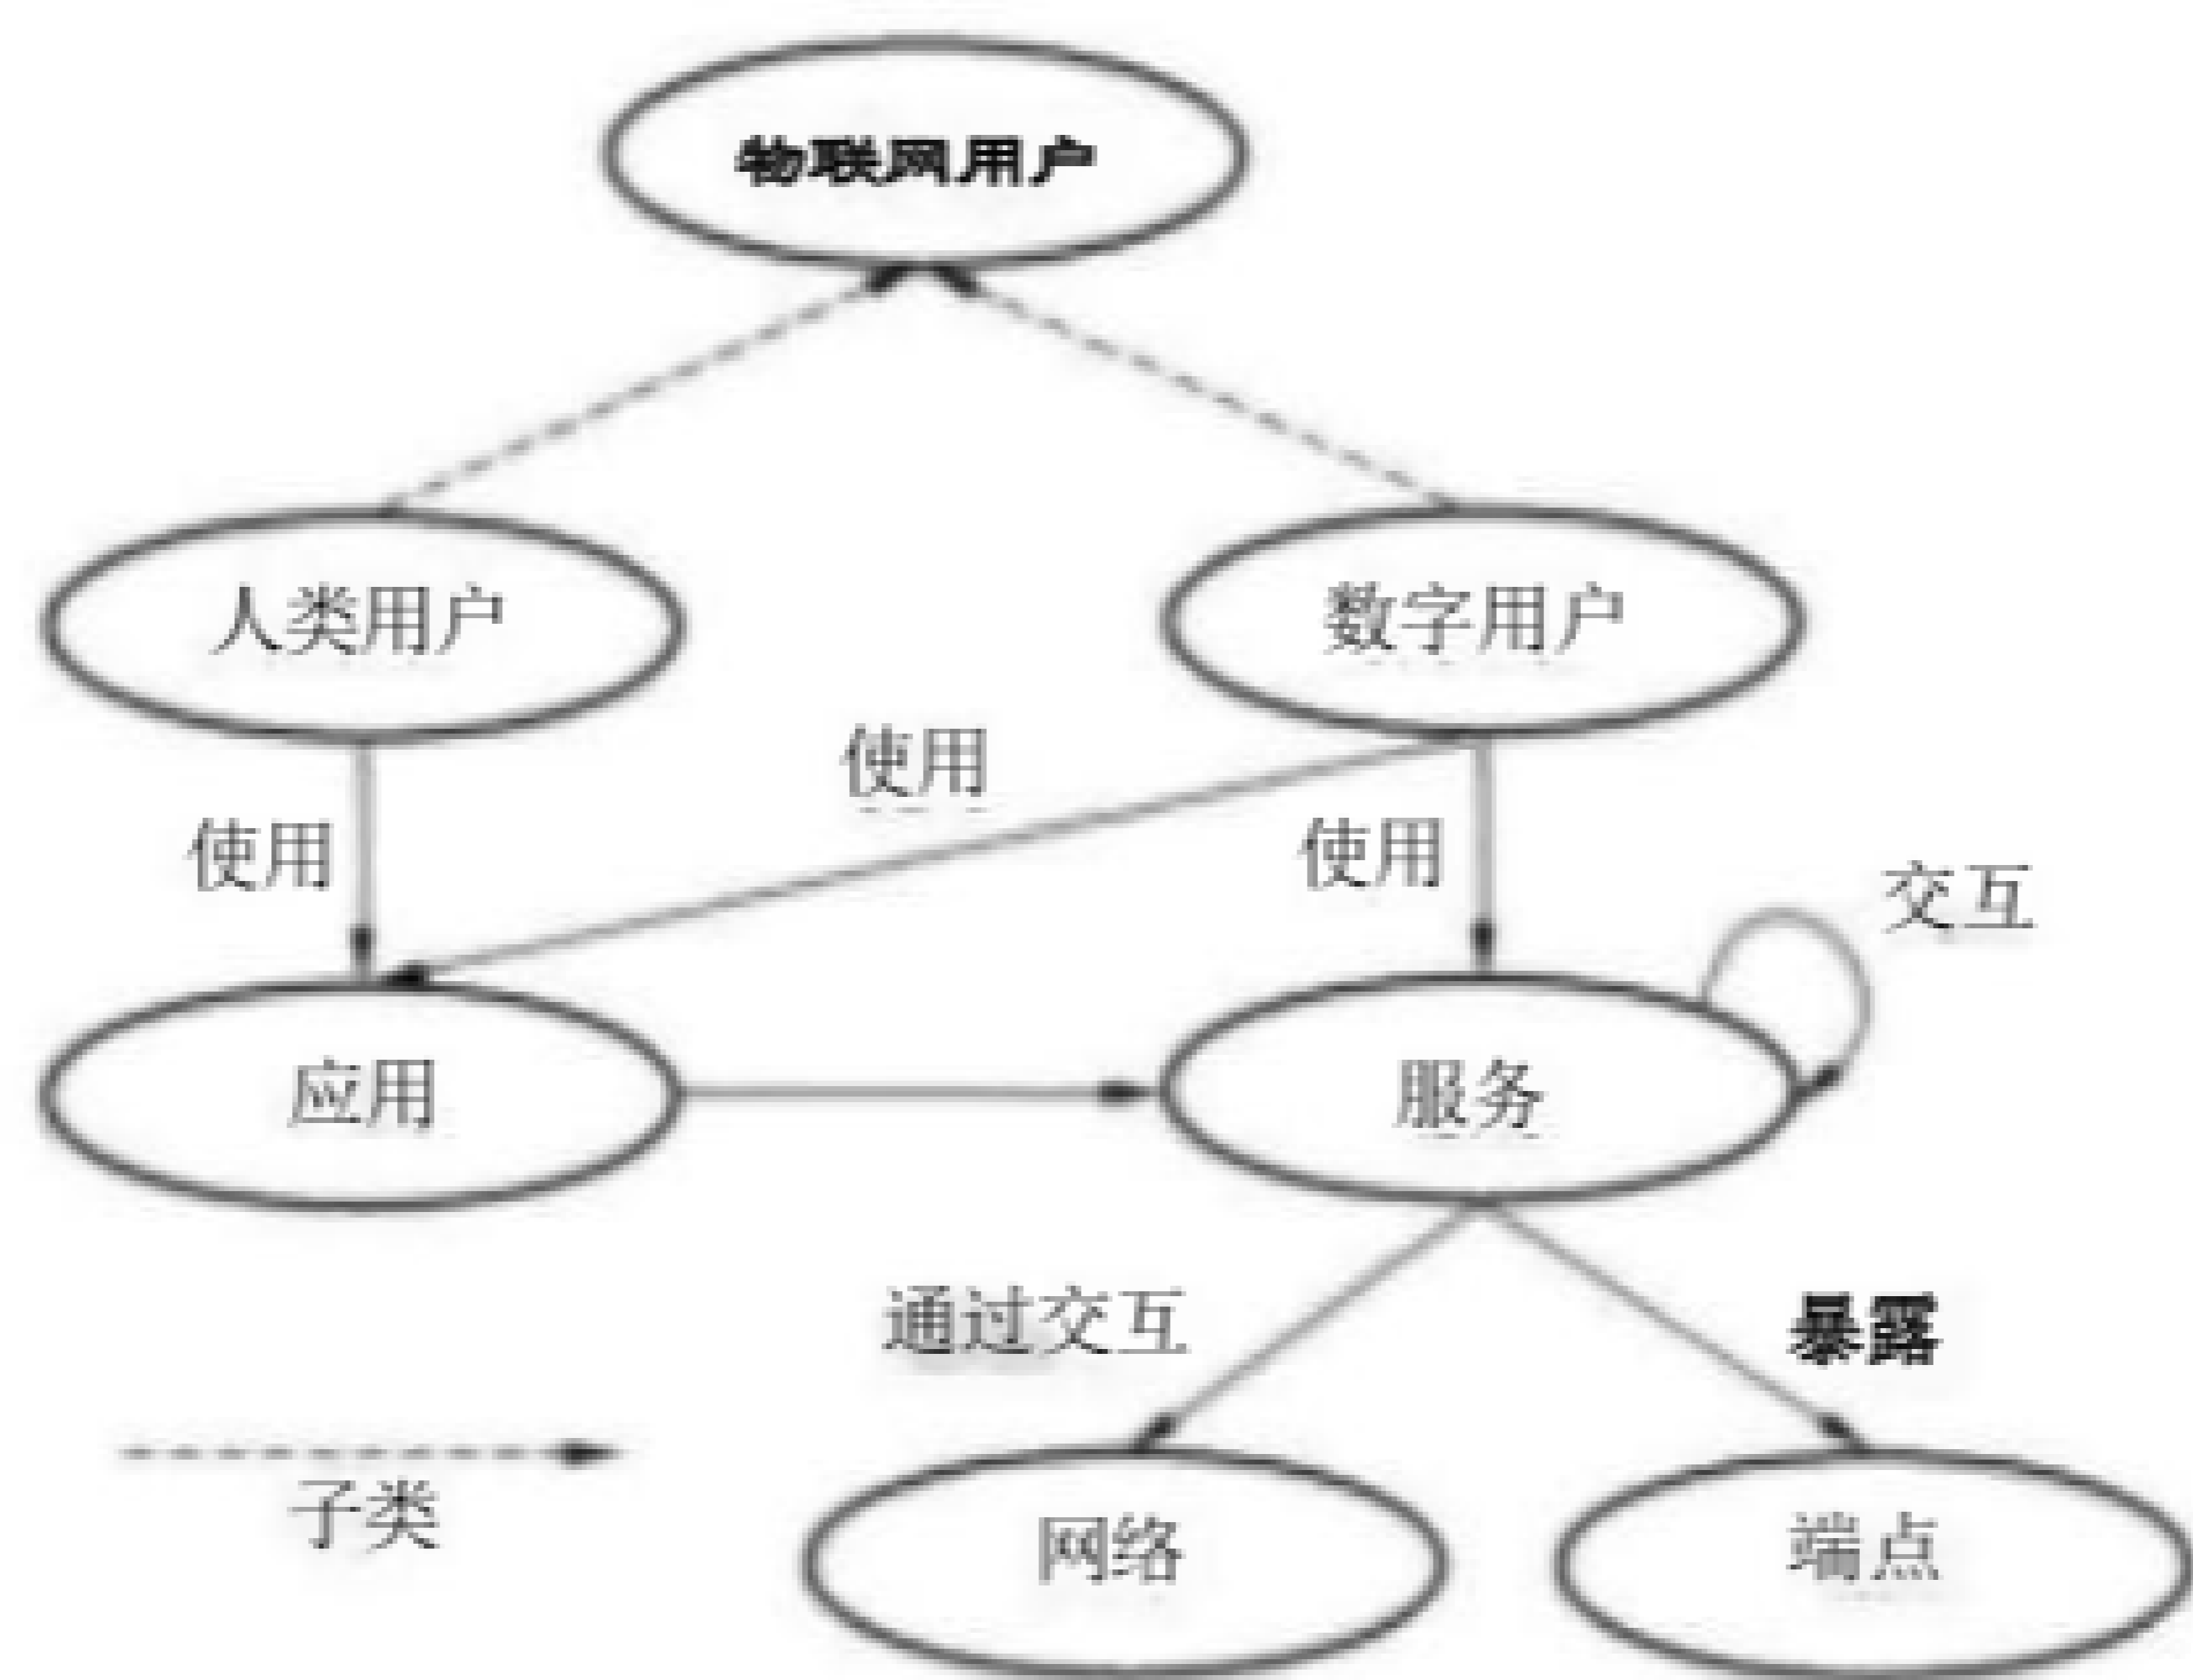 物联网用户
人类用户
数字用户
使用
使用
使用
交互
应用
服务
通过交互
暴露
子类
网络
端点